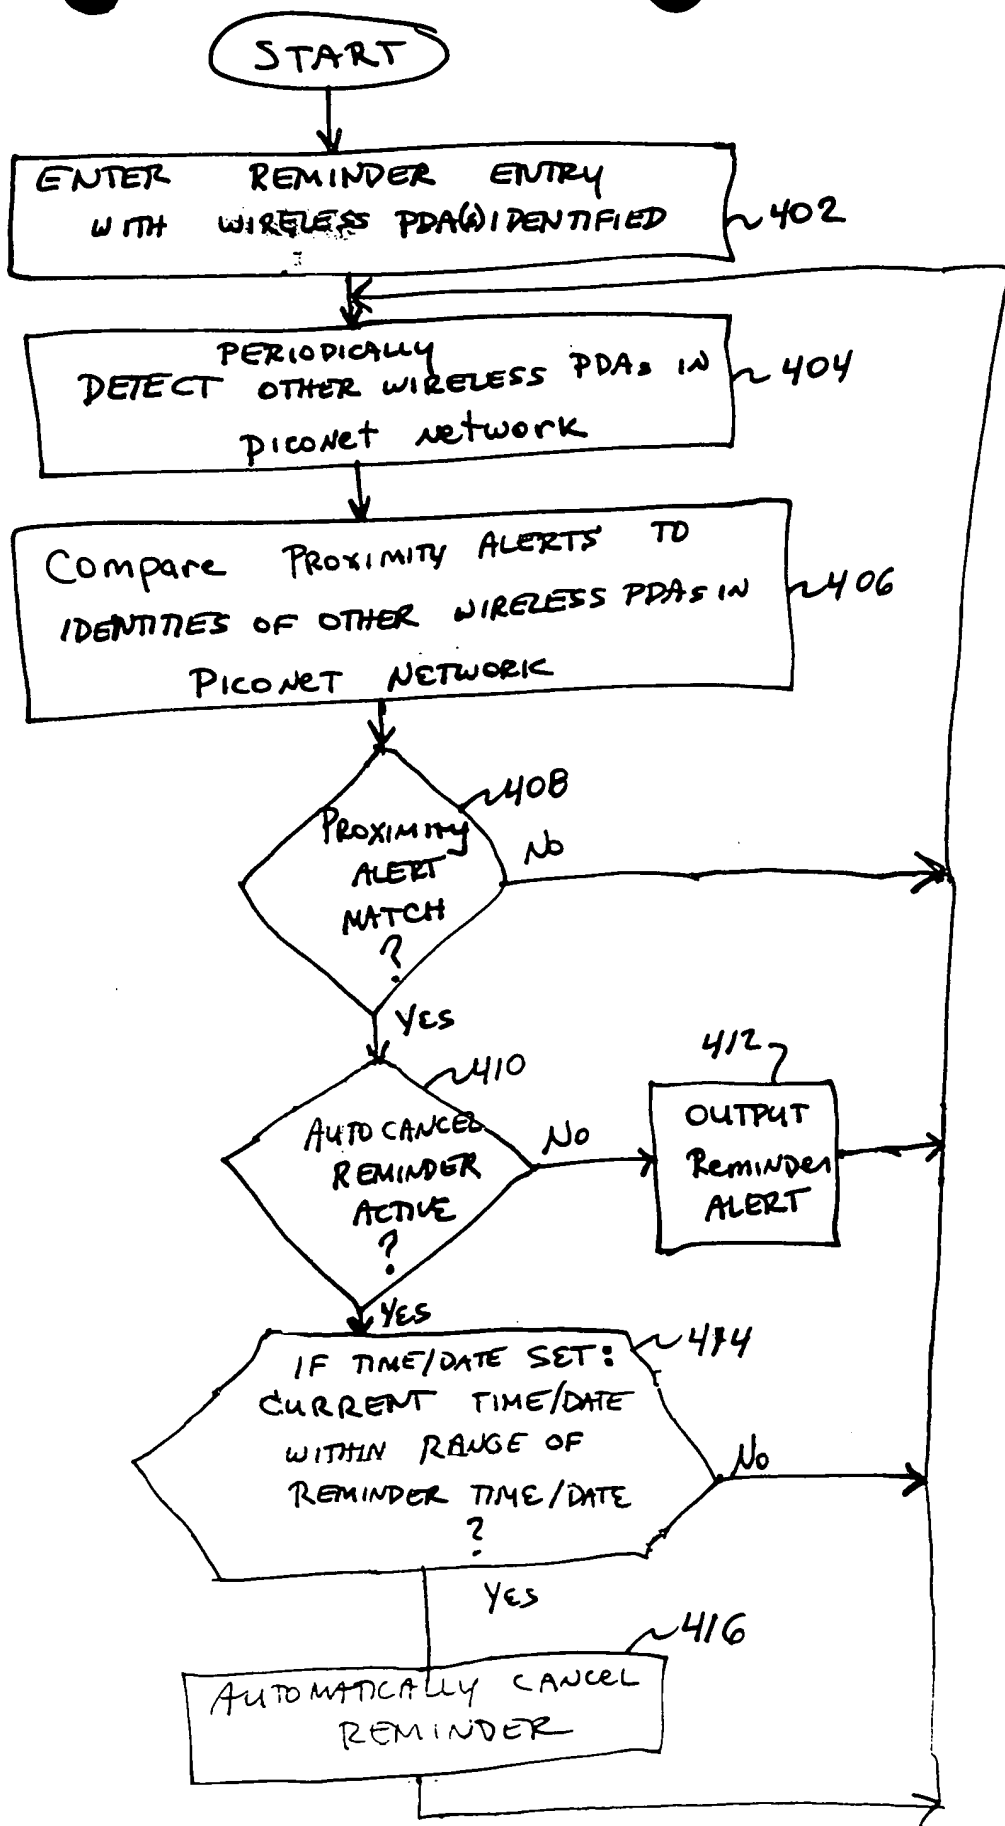 START
ENTER REMINDER ENTRY
WITH WIRELESS PDA(s) IDENTIFIED
402
PERIODICALLY
DETECT OTHER WIRELESS PDAs IN
PICONET NETWORK
404
Compare PROXIMITY ALERTS TO
IDENTITIES OF OTHER WIRELESS PDAs IN
PICONET NETWORK
406
408
PROXIMITY
ALERT
MATCH
?
No
YES
410
AUTO CANCEL
REMINDER
ACTIVE
?
No
412
OUTPUT
Reminder
ALERT
YES
414
IF TIME/DATE SET:
CURRENT TIME/DATE
WITHIN RANGE OF
REMINDER TIME/DATE
?
No
YES
416
AUTOMATICALLY CANCEL
REMINDER